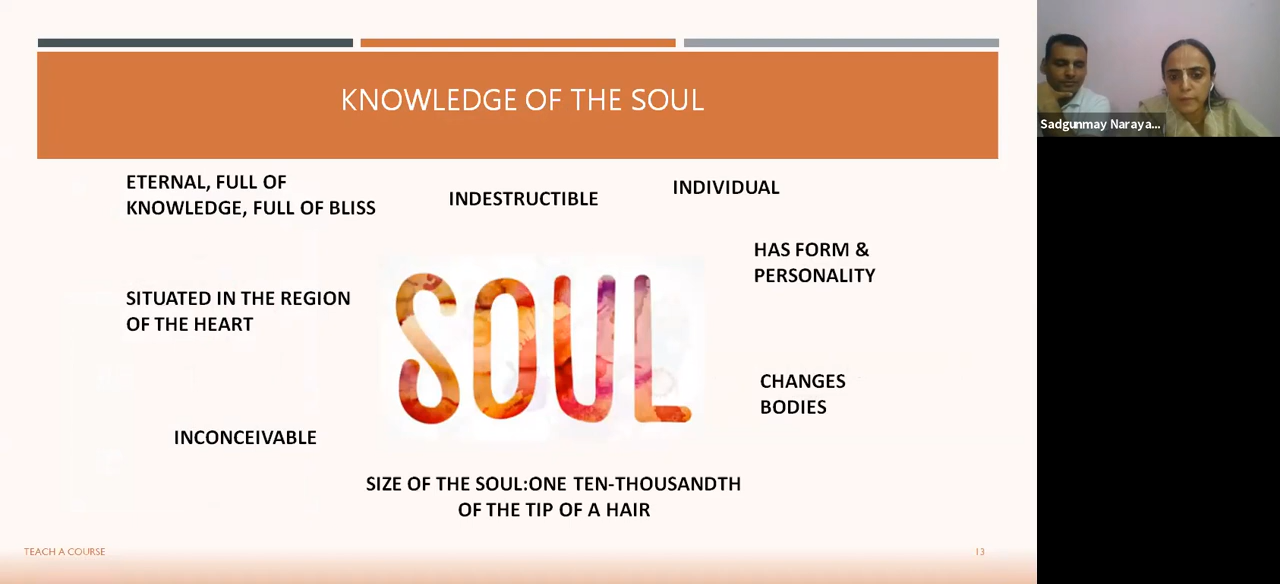 KNOWLEDGE OF THE SOUL
ETERNAL, FULL OF
KNOWLEDGE, FULL OF BLISS
INDESTRUCTIBLE
INDIVIDUAL
HAS FORM &
PERSONALITY
SITUATED IN THE REGION
OF THE HEART
SOUL
CHANGES
BODIES
INCONCEIVABLE
SIZE OF THE SOUL:ONE TEN-THOUSANDTH
OF THE TIP OF A HAIR
TEACH A COURSE
13
Sadgunmay Naraya...